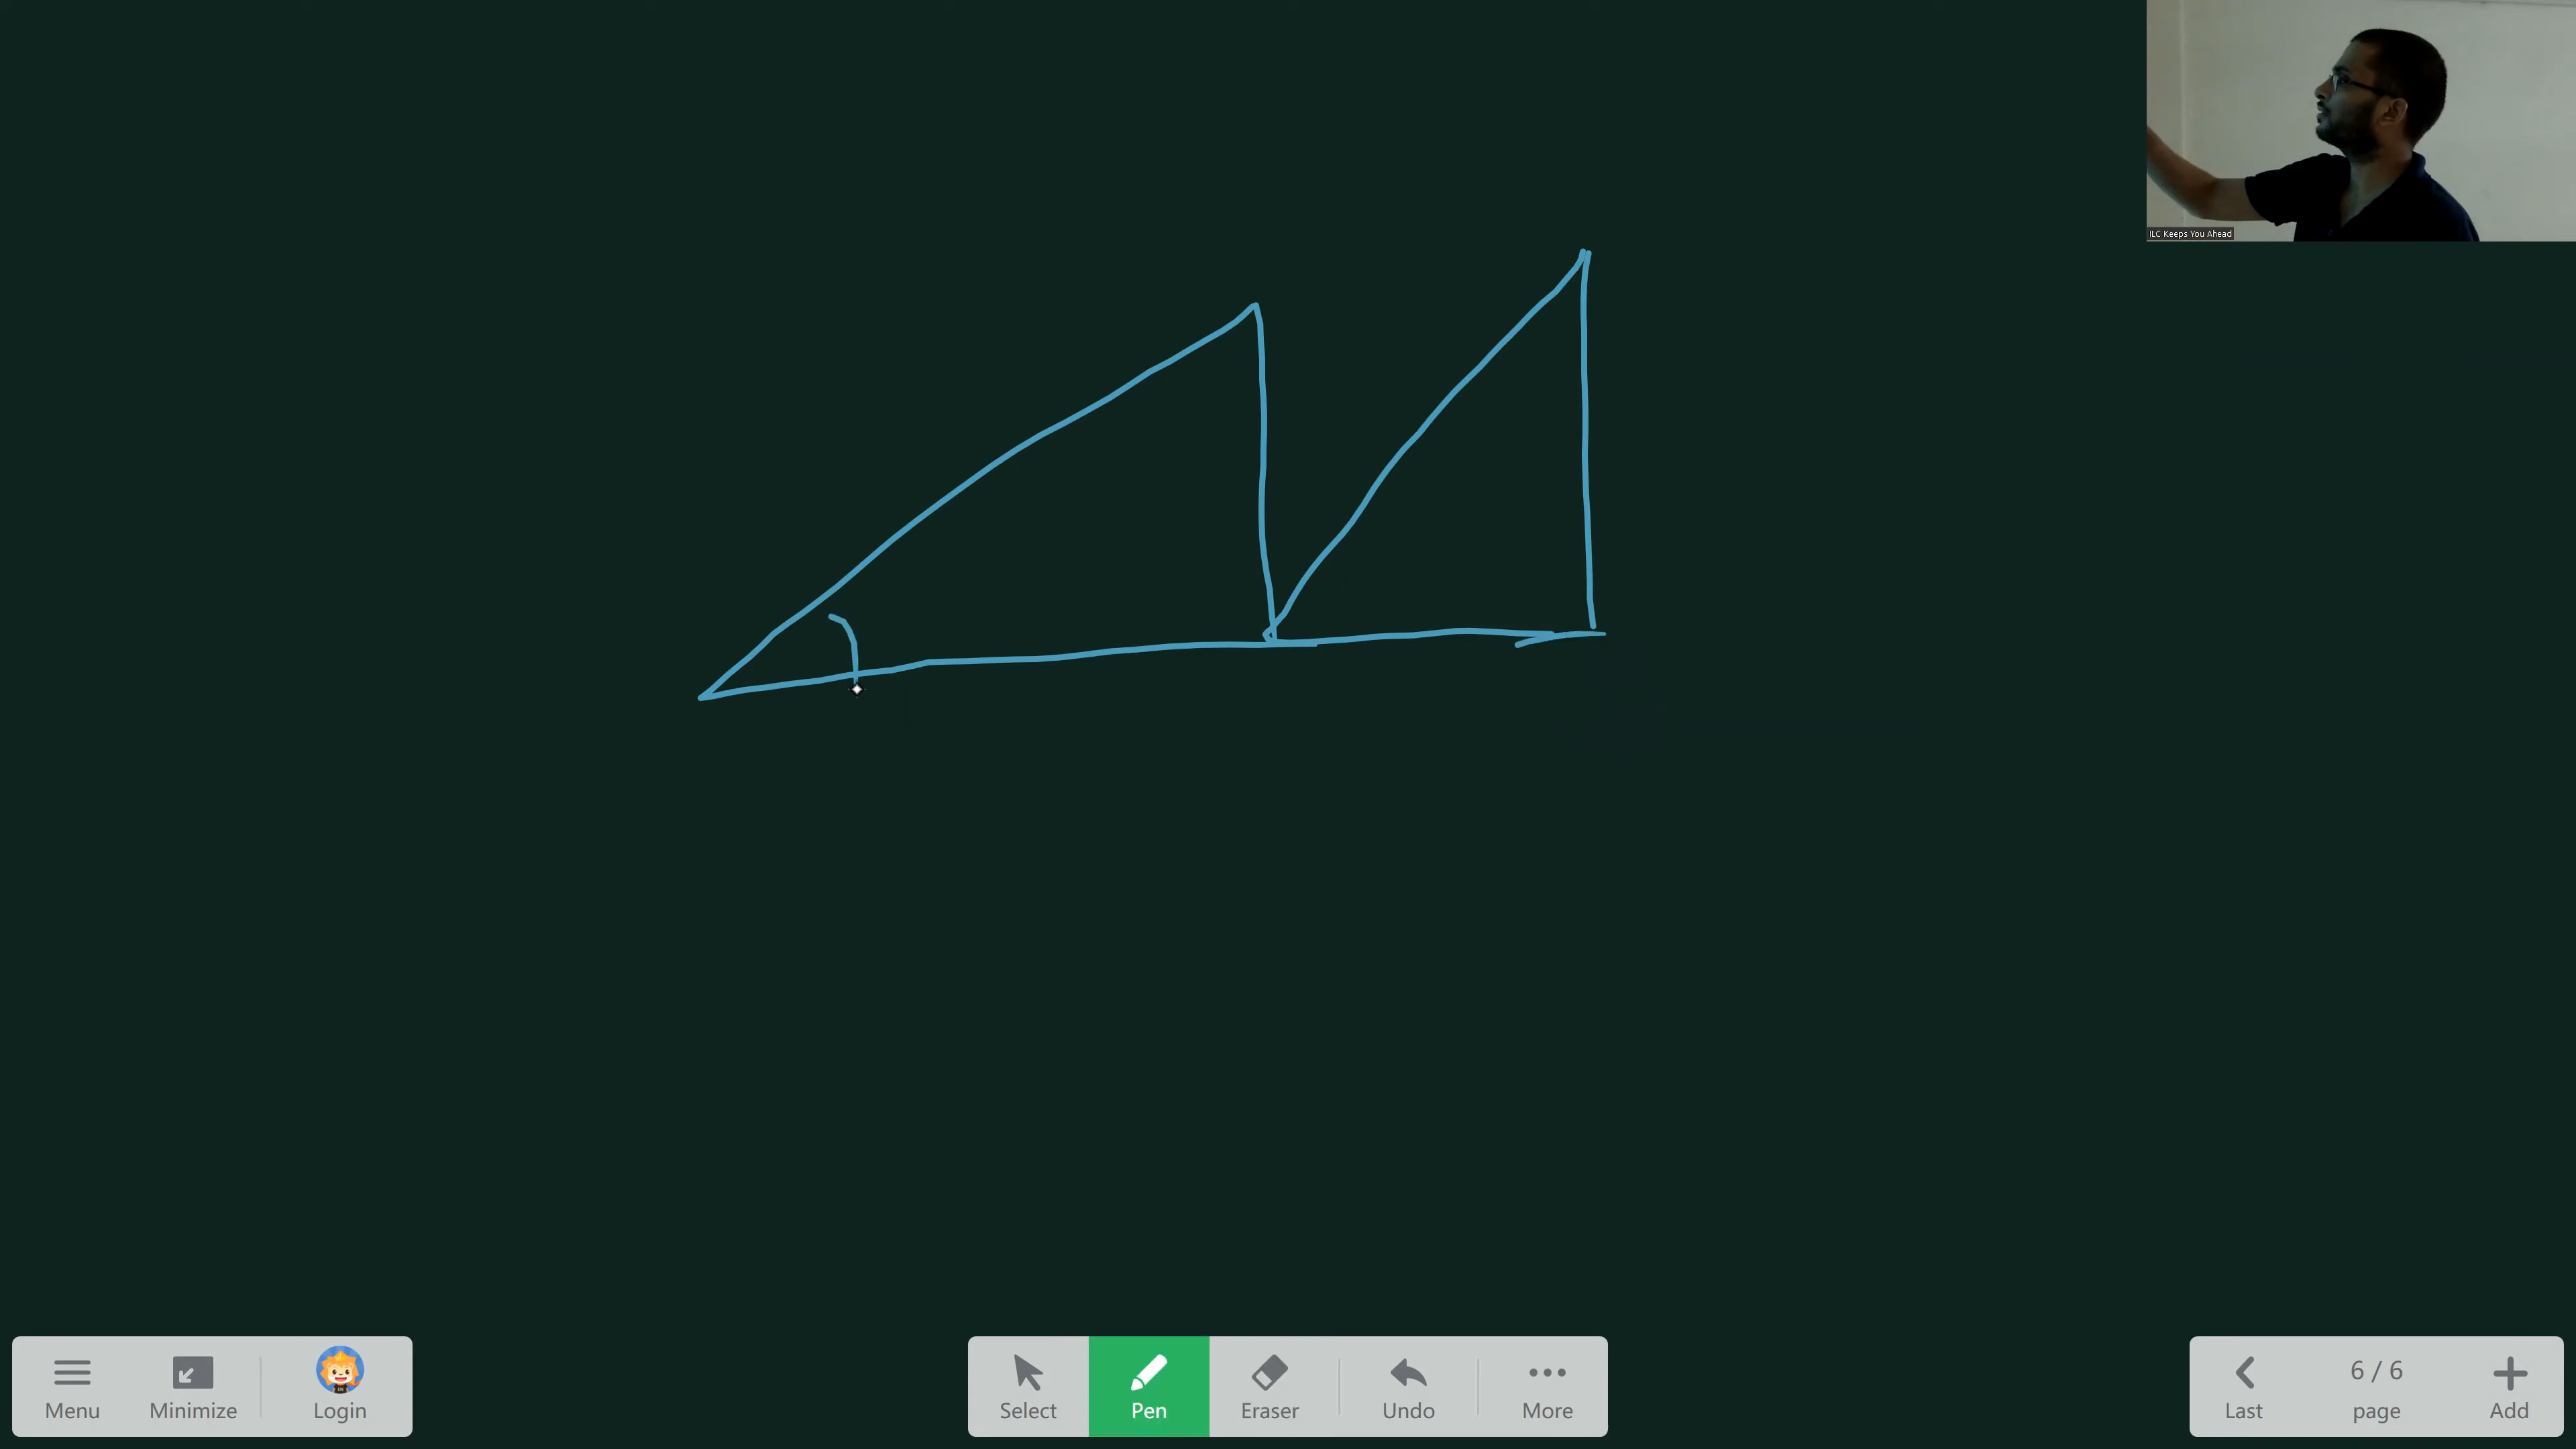 ILC Keeps You Ahead
Menu
Minimize
Login
Select
Pen
Eraser
Undo
More
Last
6 / 6
page
Add